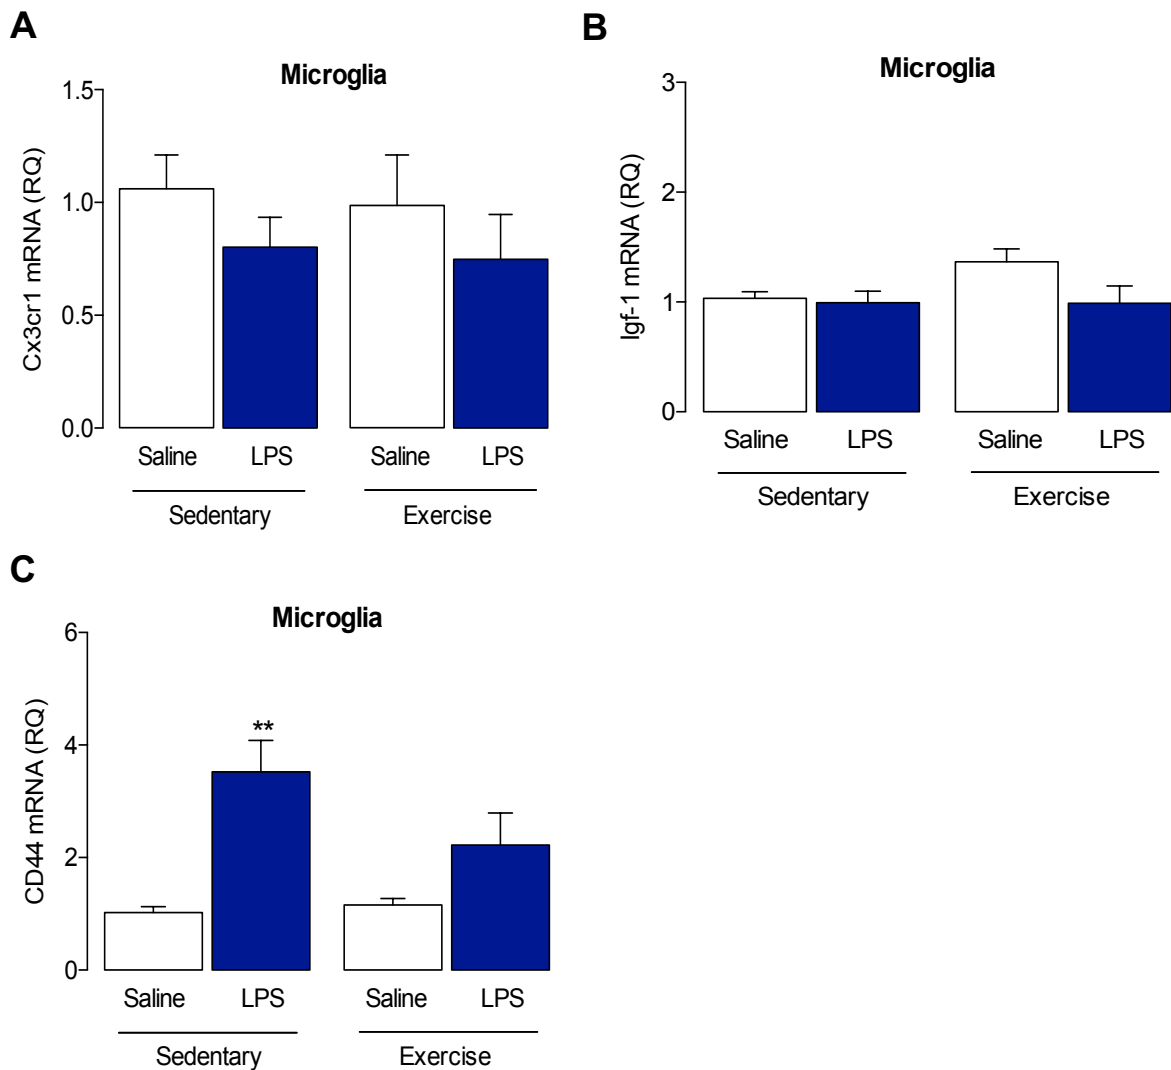 A
Microglia
Cx3cr1 mRNA (RQ)
1.5
1.0
0.5
0.0
Saline LPS Saline LPS
Sedentary Exercise
B
Microglia
Igf-1 mRNA (RQ)
3
2
1
0
Saline LPS Saline LPS
Sedentary Exercise
C
Microglia
CD44 mRNA (RQ)
6
4
2
0
**
Saline LPS Saline LPS
Sedentary Exercise